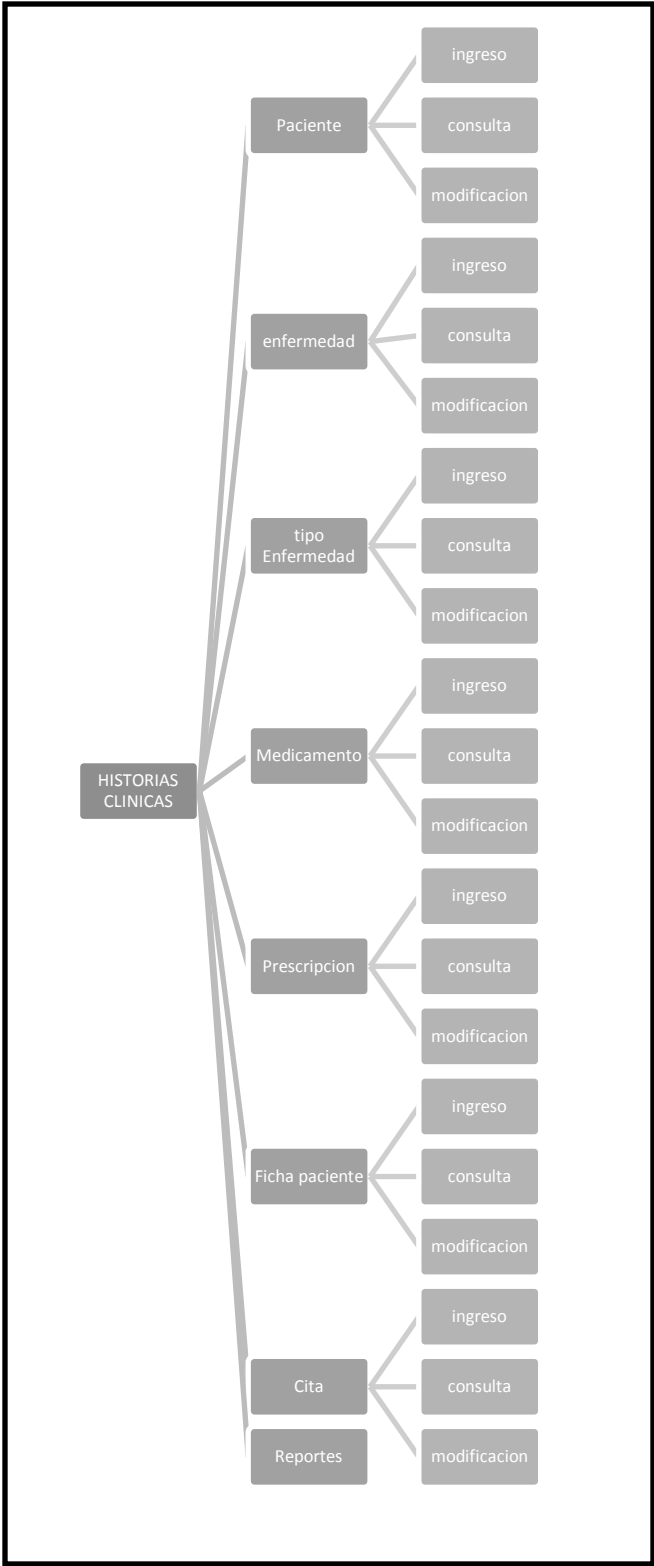 HISTORIAS
CLINICAS
Paciente
ingreso
consulta
modificacion
enfermedad
ingreso
consulta
modificacion
tipo
Enfermedad
ingreso
consulta
modificacion
Medicamento
ingreso
consulta
modificacion
Prescripcion
ingreso
consulta
modificacion
Ficha paciente
ingreso
consulta
modificacion
Cita
ingreso
consulta
modificacion
Reportes